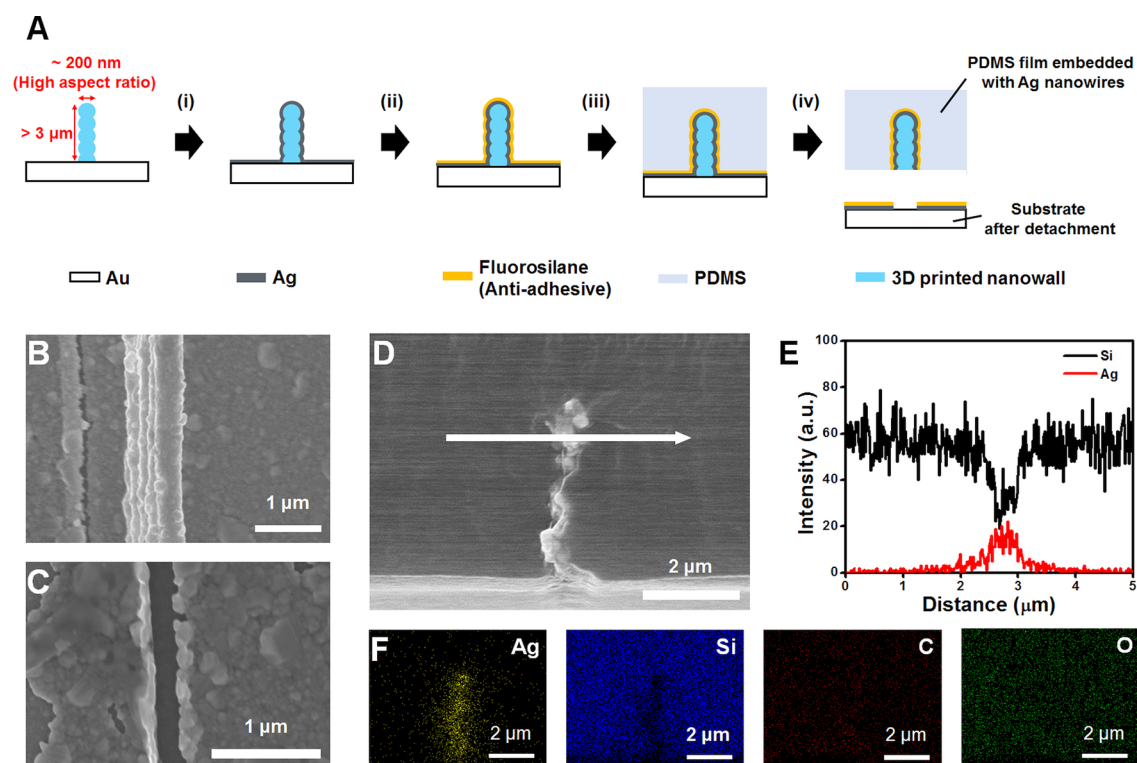 A
~ 200 nm
(High aspect ratio)
> 3 μm
(i)
(ii)
(iii)
(iv)
PDMS film embedded
with Ag nanowires
Substrate
after detachment
Au
Ag
Fluorosilane
(Anti-adhesive)
PDMS
3D printed nanowall
B
1 μm
C
1 μm
D
2 μm
E
100
80
60
40
20
0
Intensity (a.u.)
Si
Ag
0
1
2
3
4
5
Distance (μm)
F
Ag
2 μm
Si
2 μm
C
2 μm
O
2 μm